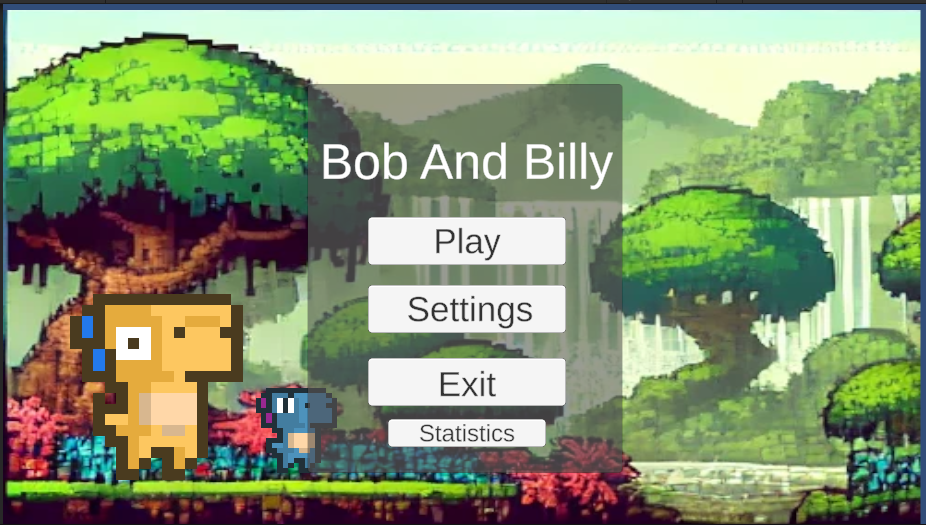 Bob And Billy
Play
Settings
Exit
Statistics